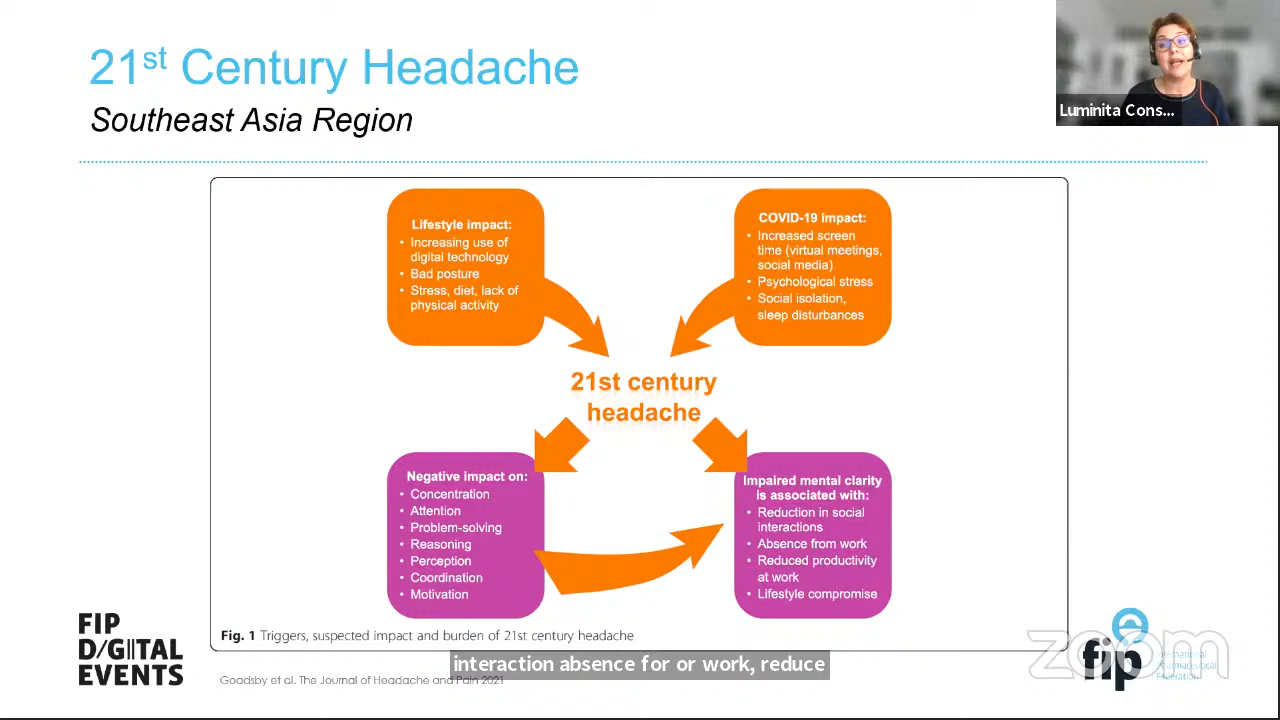 21st Century Headache
Southeast Asia Region
Luminita Cons...
Lifestyle impact:
• Increasing use of
digital technology
• Bad posture
• Stress, diet, lack of
physical activity
COVID-19 impact:
• Increased screen
time (virtual meetings,
social media)
• Psychological stress
• Social isolation,
sleep disturbances
21st century
headache
Negative impact on:
• Concentration
• Attention
• Problem-solving
• Reasoning
• Perception
• Coordination
• Motivation
Impaired mental clarity
is associated with:
• Reduction in social
interactions
• Absence from work
• Reduced productivity
at work
• Lifestyle compromise
Fig. 1 Triggers, suspected impact and burden of 21st century headache
interaction absence for or work, reduce
Goadsby et al. The Journal of Headache and Pain 2021
FIP
DIGITAL
EVENTS
zoom
fip
International
Pharmaceutical
Federation